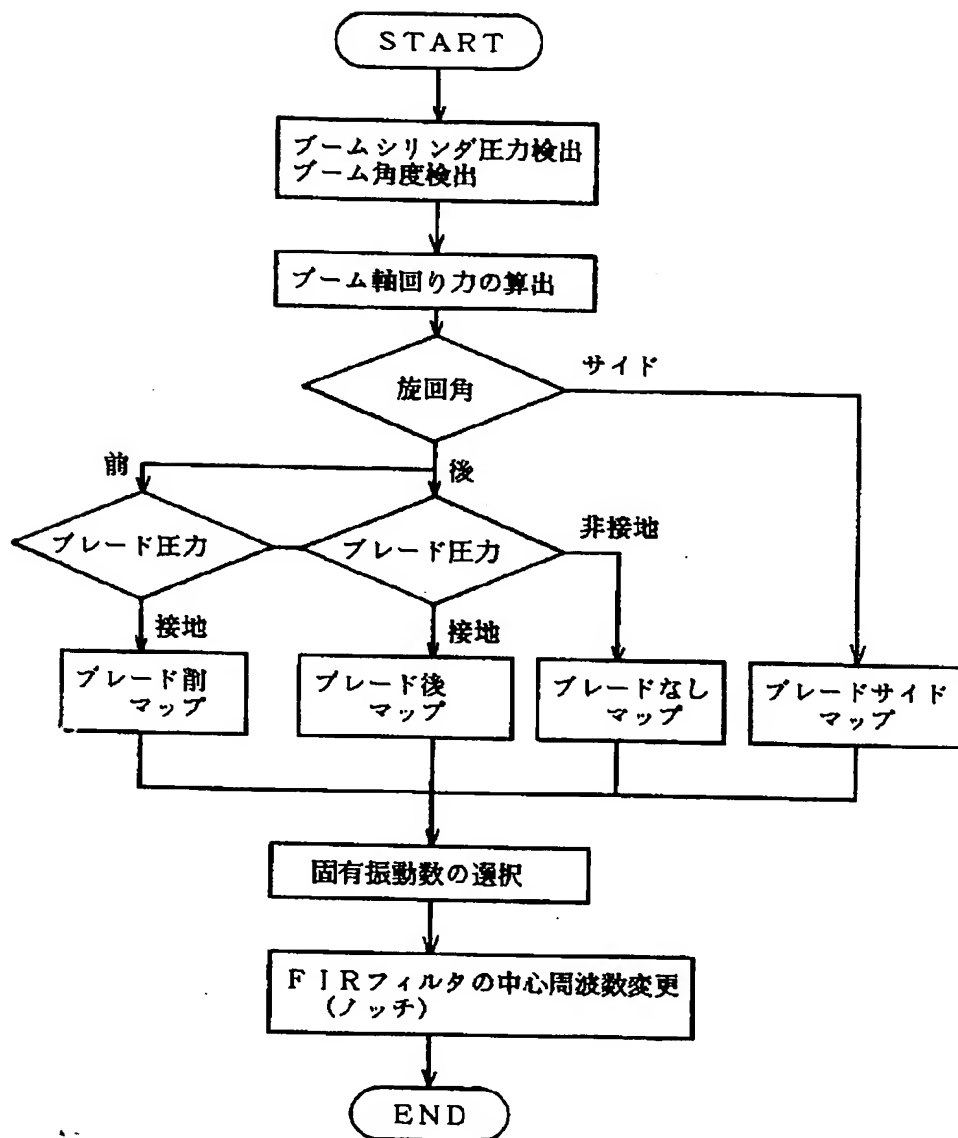 START
ブームシリンダ圧力検出
ブーム角度検出
ブーム軸回り力の算出
旋回角
サイド
前
後
ブレード圧力
ブレード圧力
非接地
接地
接地
ブレード削
マップ
ブレード後
マップ
ブレードなし
マップ
ブレードサイド
マップ
固有振動数の選択
FIRフィルタの中心周波数変更
(ノッチ)
END